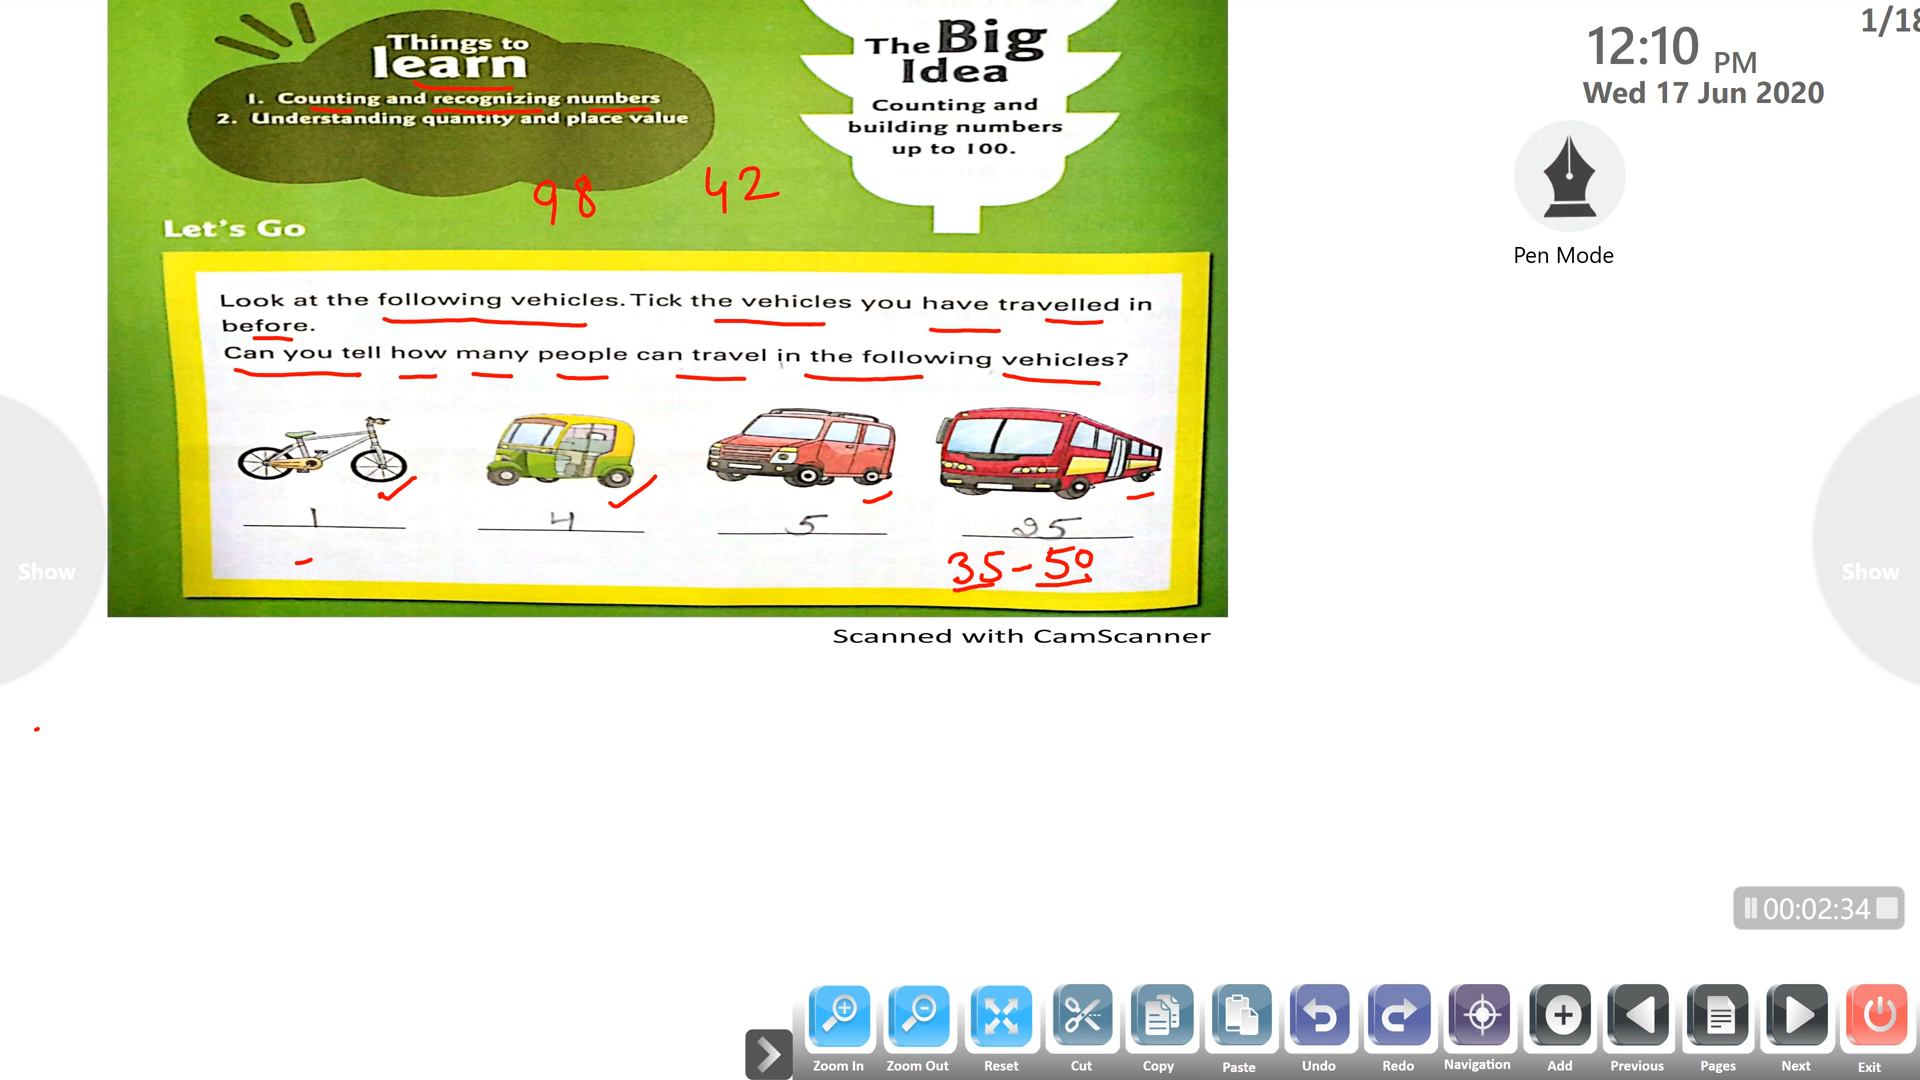 1/18
12:10 PM
Wed 17 Jun 2020
Pen Mode
Things to
learn
1. Counting and recognizing numbers
2. Understanding quantity and place value
The Big
Idea
Counting and
building numbers
up to 100.
98 42
Let's Go
Look at the following vehicles. Tick the vehicles you have travelled in
before.
Can you tell how many people can travel in the following vehicles?
1 4 5 25
35-50
Scanned with CamScanner
Show Show
00:02:34
Zoom In Zoom Out Reset Cut Copy Paste Undo Redo Navigation Add Previous Pages Next Exit